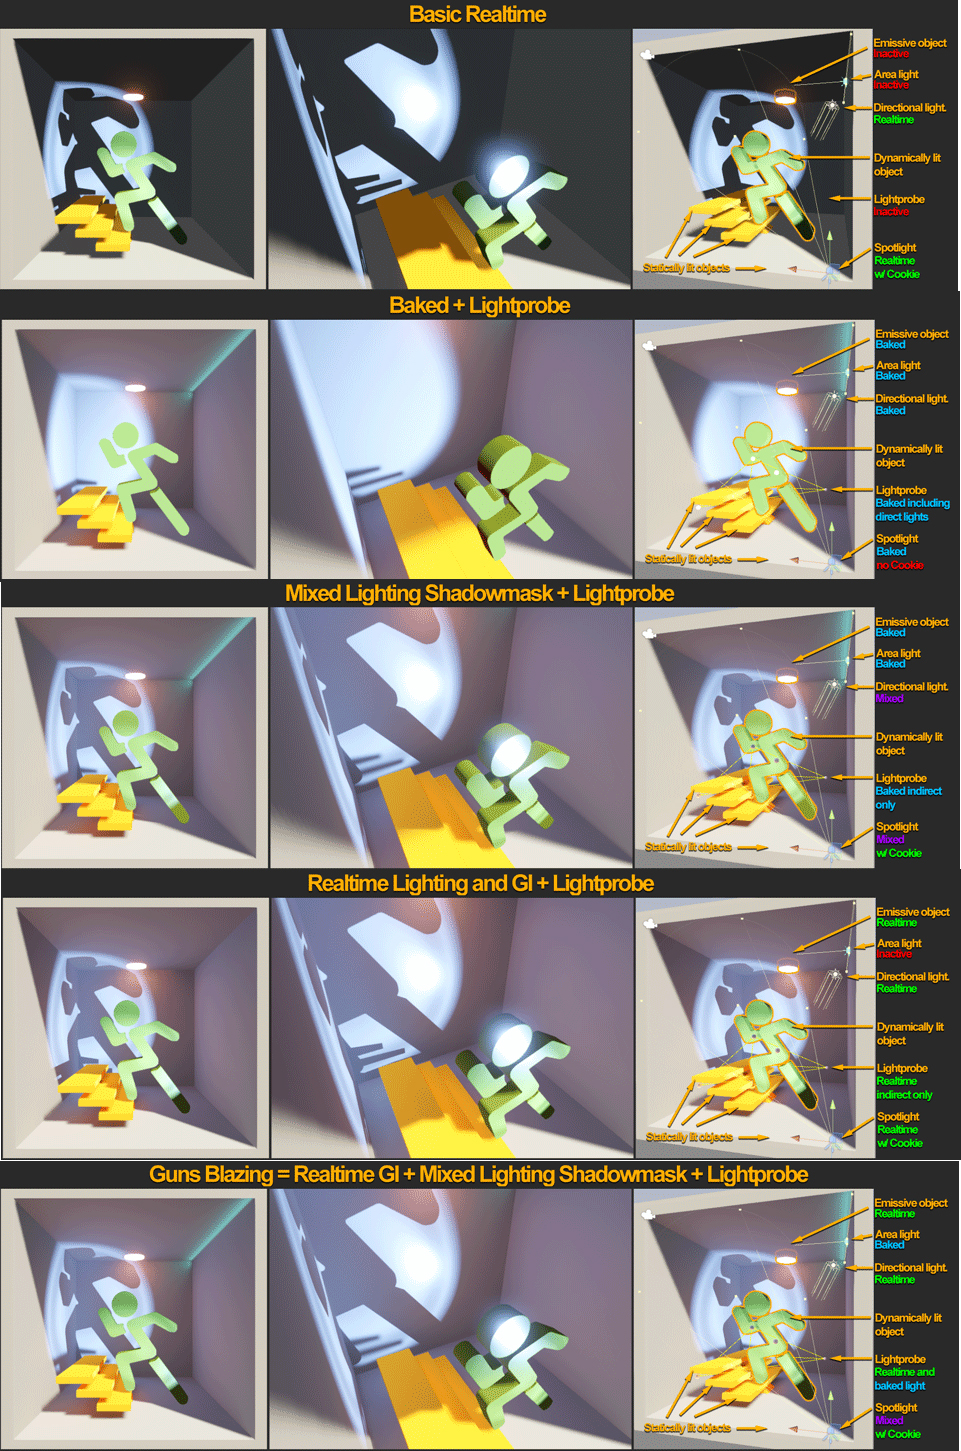 Basic Realtime
Emissive object
Inactive
Area light
Inactive
Directional light.
Realtime
Dynamically lit
object
Lightprobe
Inactive
Spotlight
Realtime
w/ Cookie
Statically lit objects
Baked + Lightprobe
Emissive object
Baked
Area light
Baked
Directional light.
Baked
Dynamically lit
object
Lightprobe
Baked including
direct lights
Spotlight
Baked
no Cookie
Statically lit objects
Mixed Lighting Shadowmask + Lightprobe
Emissive object
Baked
Area light
Baked
Directional light.
Mixed
Dynamically lit
object
Lightprobe
Baked indirect
only
Spotlight
Mixed
w/ Cookie
Statically lit objects
Realtime Lighting and GI + Lightprobe
Emissive object
Realtime
Area light
Inactive
Directional light.
Realtime
Dynamically lit
object
Lightprobe
Realtime
indirect only
Spotlight
Realtime
w/ Cookie
Statically lit objects
Guns Blazing = Realtime GI + Mixed Lighting Shadowmask + Lightprobe
Emissive object
Realtime
Area light
Baked
Directional light.
Realtime
Dynamically lit
object
Lightprobe
Realtime and
baked light
Spotlight
Mixed
w/ Cookie
Statically lit objects